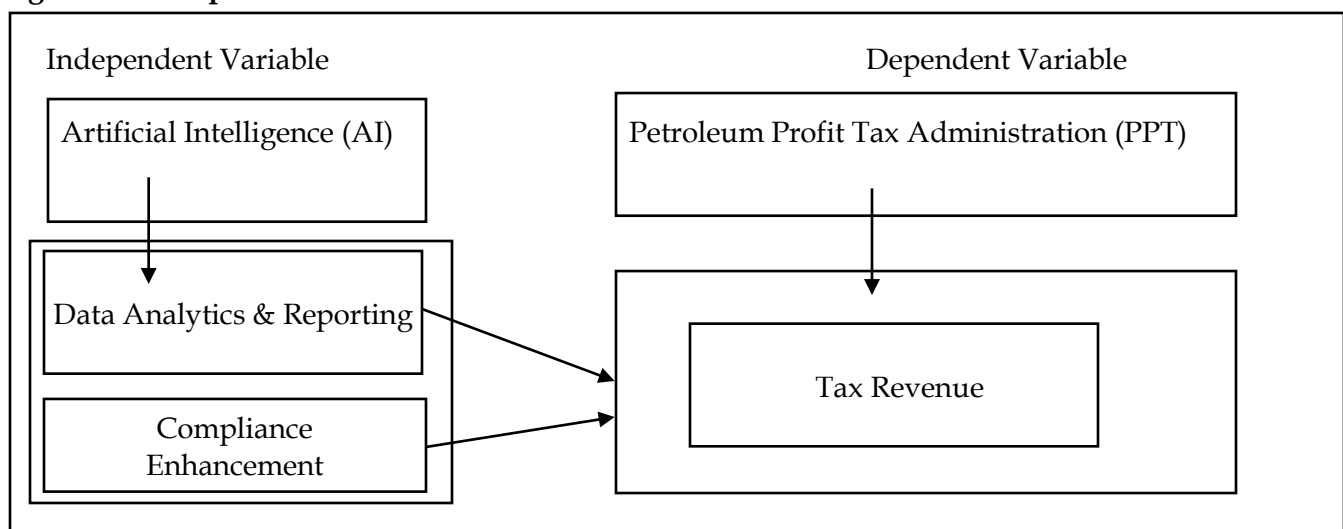 Independent Variable
Dependent Variable
Artificial Intelligence (AI)
Petroleum Profit Tax Administration (PPT)
Data Analytics & Reporting
Tax Revenue
Compliance
Enhancement